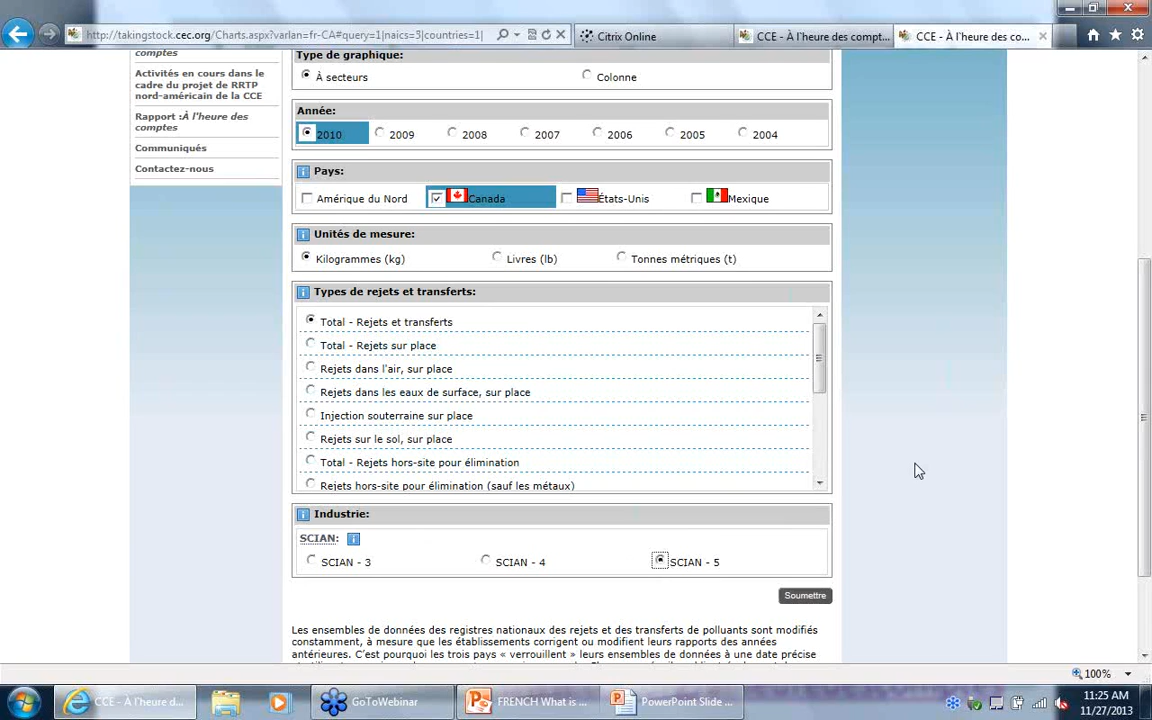 http://takingstock.cec.org/Charts.aspx?varlan=fr-CA#query=1|naics=3|countries=1|
Citrix Online
CCE - À l'heure des compt...
CCE - À l'heure des co...
comptes
Activités en cours dans le
cadre du projet de RRTP
nord-américain de la CCE
Rapport :À l'heure des
comptes
Communiqués
Contactez-nous
Type de graphique:
À secteurs
Colonne
Année:
2010
2009
2008
2007
2006
2005
2004
Pays:
Amérique du Nord
Canada
États-Unis
Mexique
Unités de mesure:
Kilogrammes (kg)
Livres (lb)
Tonnes métriques (t)
Types de rejets et transferts:
Total - Rejets et transferts
Total - Rejets sur place
Rejets dans l'air, sur place
Rejets dans les eaux de surface, sur place
Injection souterraine sur place
Rejets sur le sol, sur place
Total - Rejets hors-site pour élimination
Rejets hors-site pour élimination (sauf les métaux)
Industrie:
SCIAN:
SCIAN - 3
SCIAN - 4
SCIAN - 5
Soumettre
Les ensembles de données des registres nationaux des rejets et des transferts de polluants sont modifiés
constamment, à mesure que les établissements corrigent ou modifient leurs rapports des années
antérieures. C'est pourquoi les trois pays « verrouillent » leurs ensembles de données à une date précise
100%
CCE - À l'heure d...
GoToWebinar
FRENCH What is ...
PowerPoint Slide ...
11:25 AM
11/27/2013